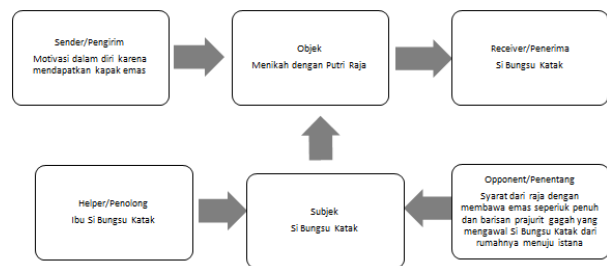 Sender/Pengirim
Motivasi dalam diri karena
mendapatkan kapak emas
Objek
Menikah dengan Putri Raja
Receiver/Penerima
Si Bungsu Katak
Helper/Penolong
Ibu Si Bungsu Katak
Subjek
Si Bungsu Katak
Opponent/Penentang
Syarat dari raja dengan
membawa emas seperiuk penuh
dan barisan prajurit gagah yang
mengawal Si Bungsu Katak dari
rumahnya menuju istana